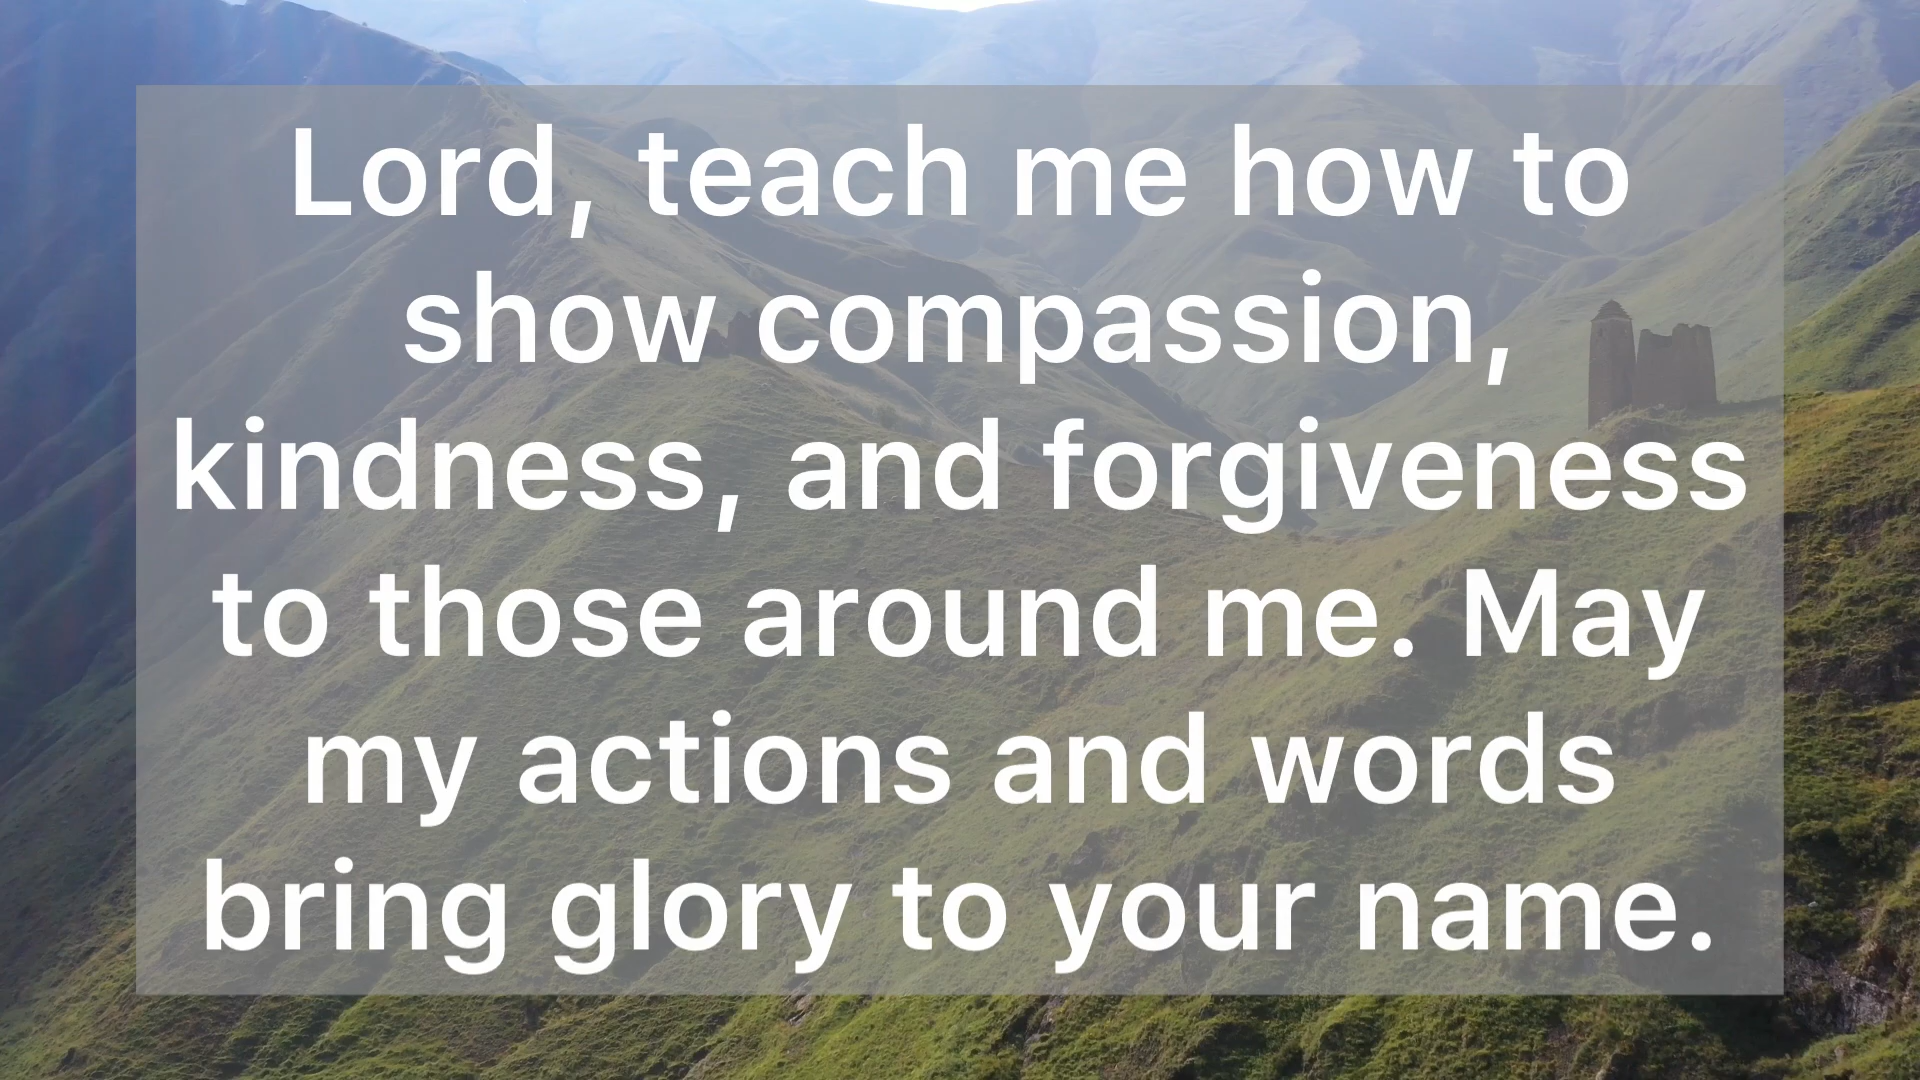 Lord, teach me how to
show compassion,
kindness, and forgiveness
to those around me. May
my actions and words
bring glory to your name.